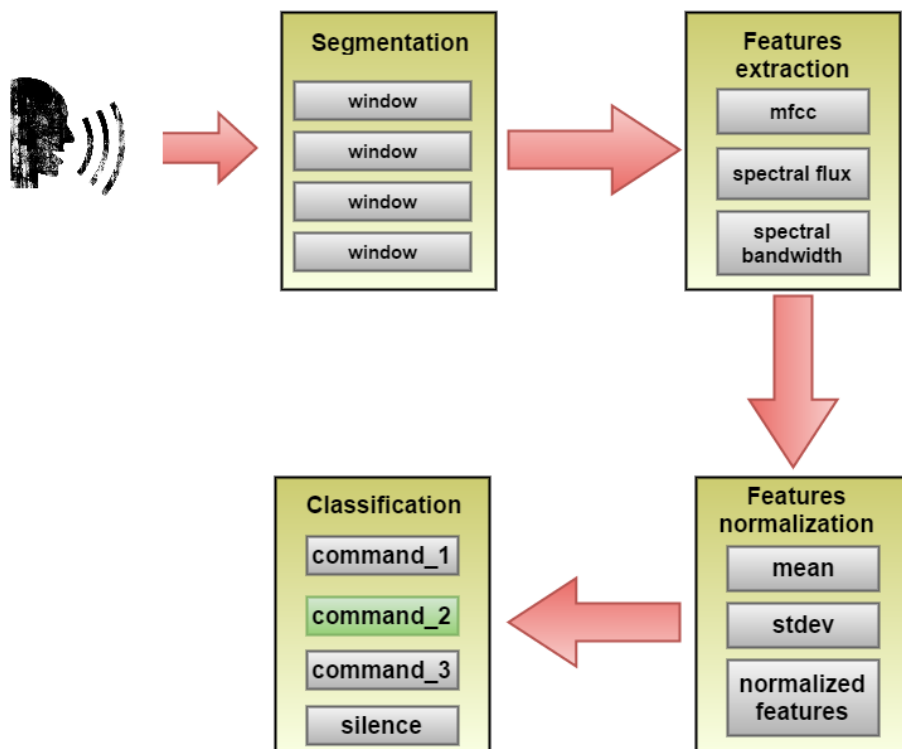 Segmentation
window
window
window
window
Features
extraction
mfcc
spectral flux
spectral
bandwidth
Features
normalization
mean
stdev
normalized
features
Classification
command_1
command_2
command_3
silence